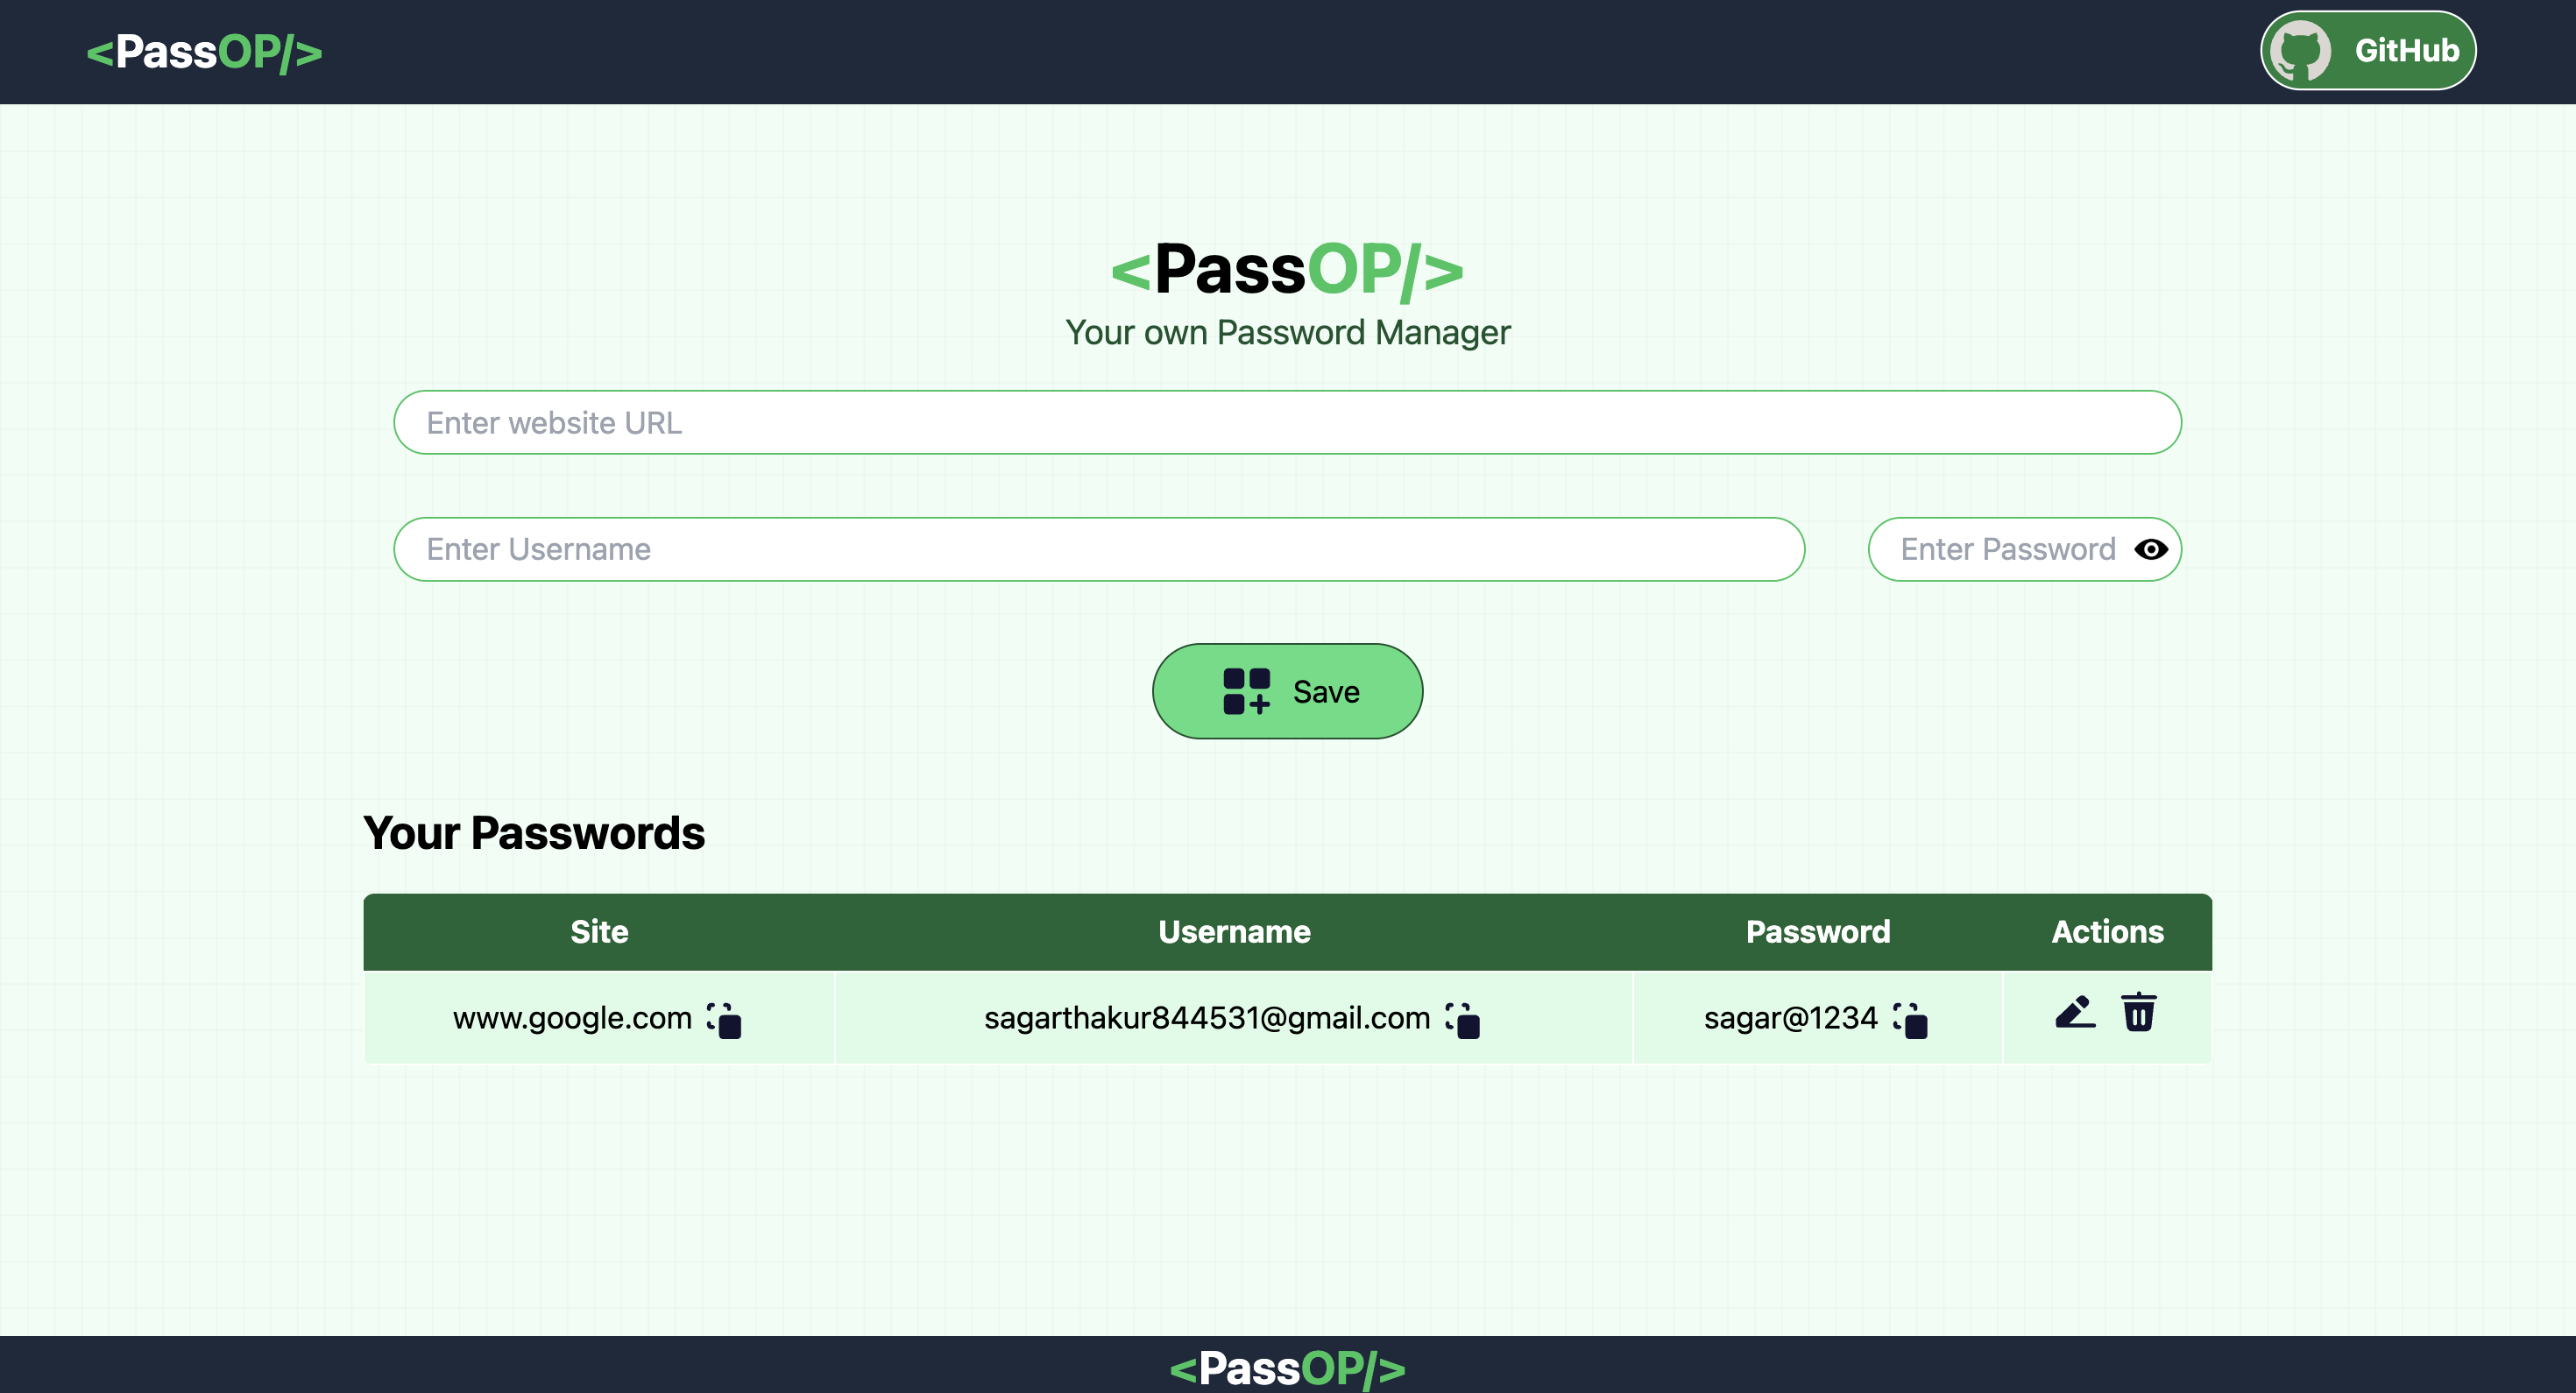 <PassOP/>
GitHub
<PassOP/>
Your own Password Manager
Enter website URL
Enter Username
Enter Password
Save
Your Passwords
Site Username Password Actions
www.google.com sagarthakur844531@gmail.com sagar@1234
<PassOP/>